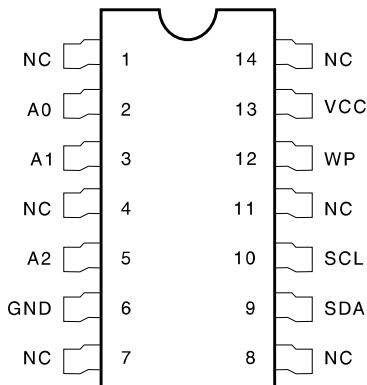 NC 1 14 NC
A0 2 13 VCC
A1 3 12 WP
NC 4 11 NC
A2 5 10 SCL
GND 6 9 SDA
NC 7 8 NC